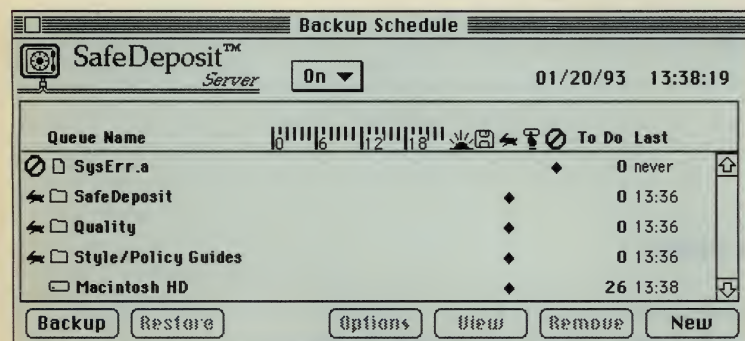 Backup Schedule
SafeDeposit™
Server
On
01/20/93 13:38:19
Queue Name 0 6 12 18 To Do Last
SysErr.a 0 never
SafeDeposit 0 13:36
Quality 0 13:36
Style/Policy Guides 0 13:36
Macintosh HD 26 13:38
Backup Restore Options View Remove New